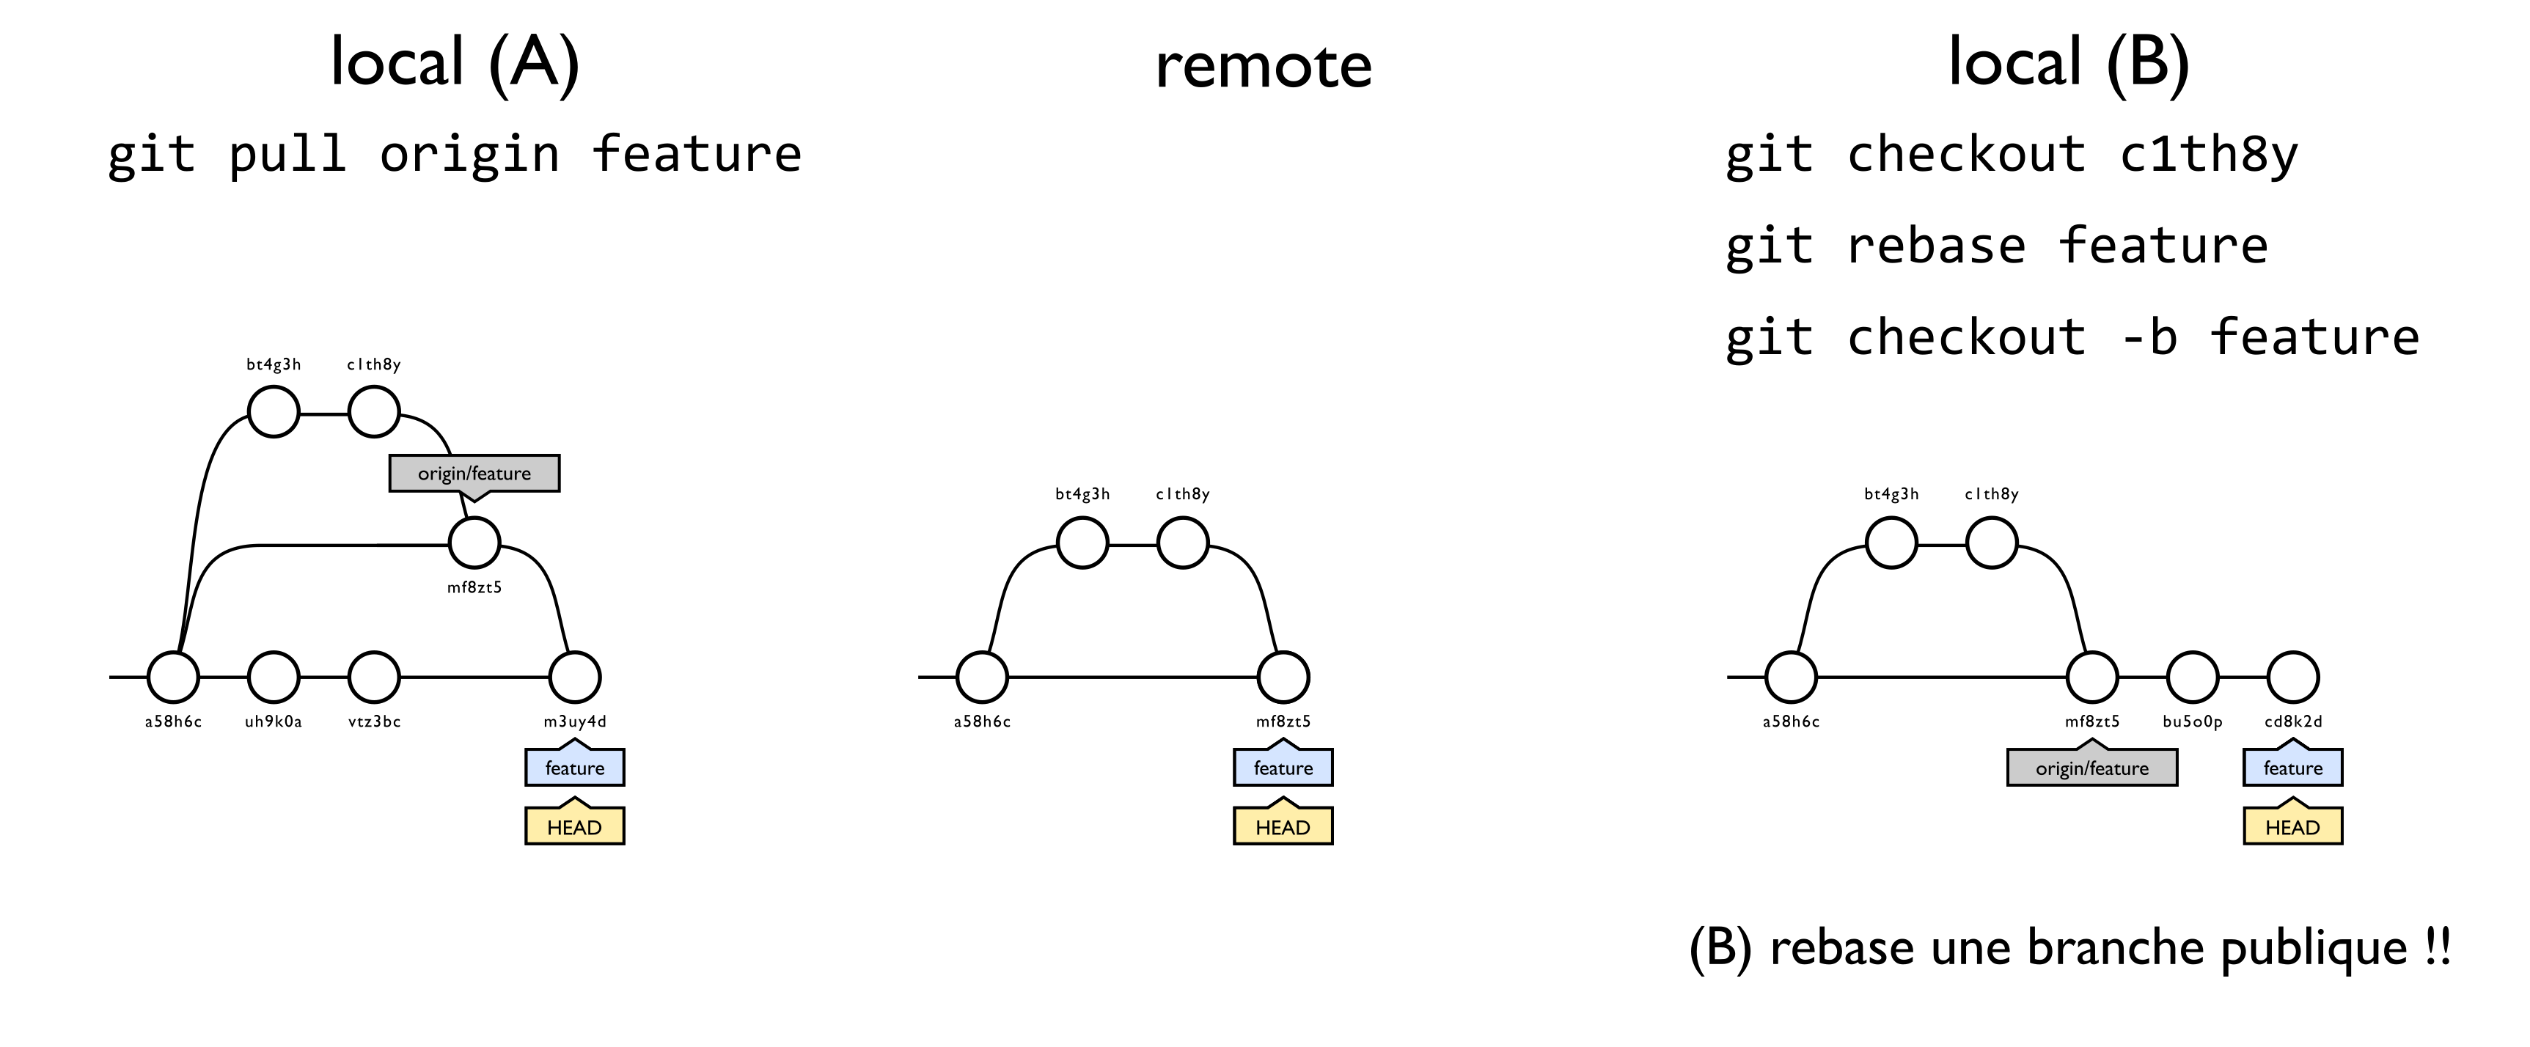 local (A)
git pull origin feature
bt4g3h
c1th8y
origin/feature
mf8zt5
a58h6c
uh9k0a
vtz3bc
m3uy4d
feature
HEAD
remote
bt4g3h
c1th8y
a58h6c
mf8zt5
feature
HEAD
local (B)
git checkout c1th8y
git rebase feature
git checkout -b feature
bt4g3h
c1th8y
a58h6c
mf8zt5
bu5o0p
cd8k2d
origin/feature
feature
HEAD
(B) rebase une branche publique !!